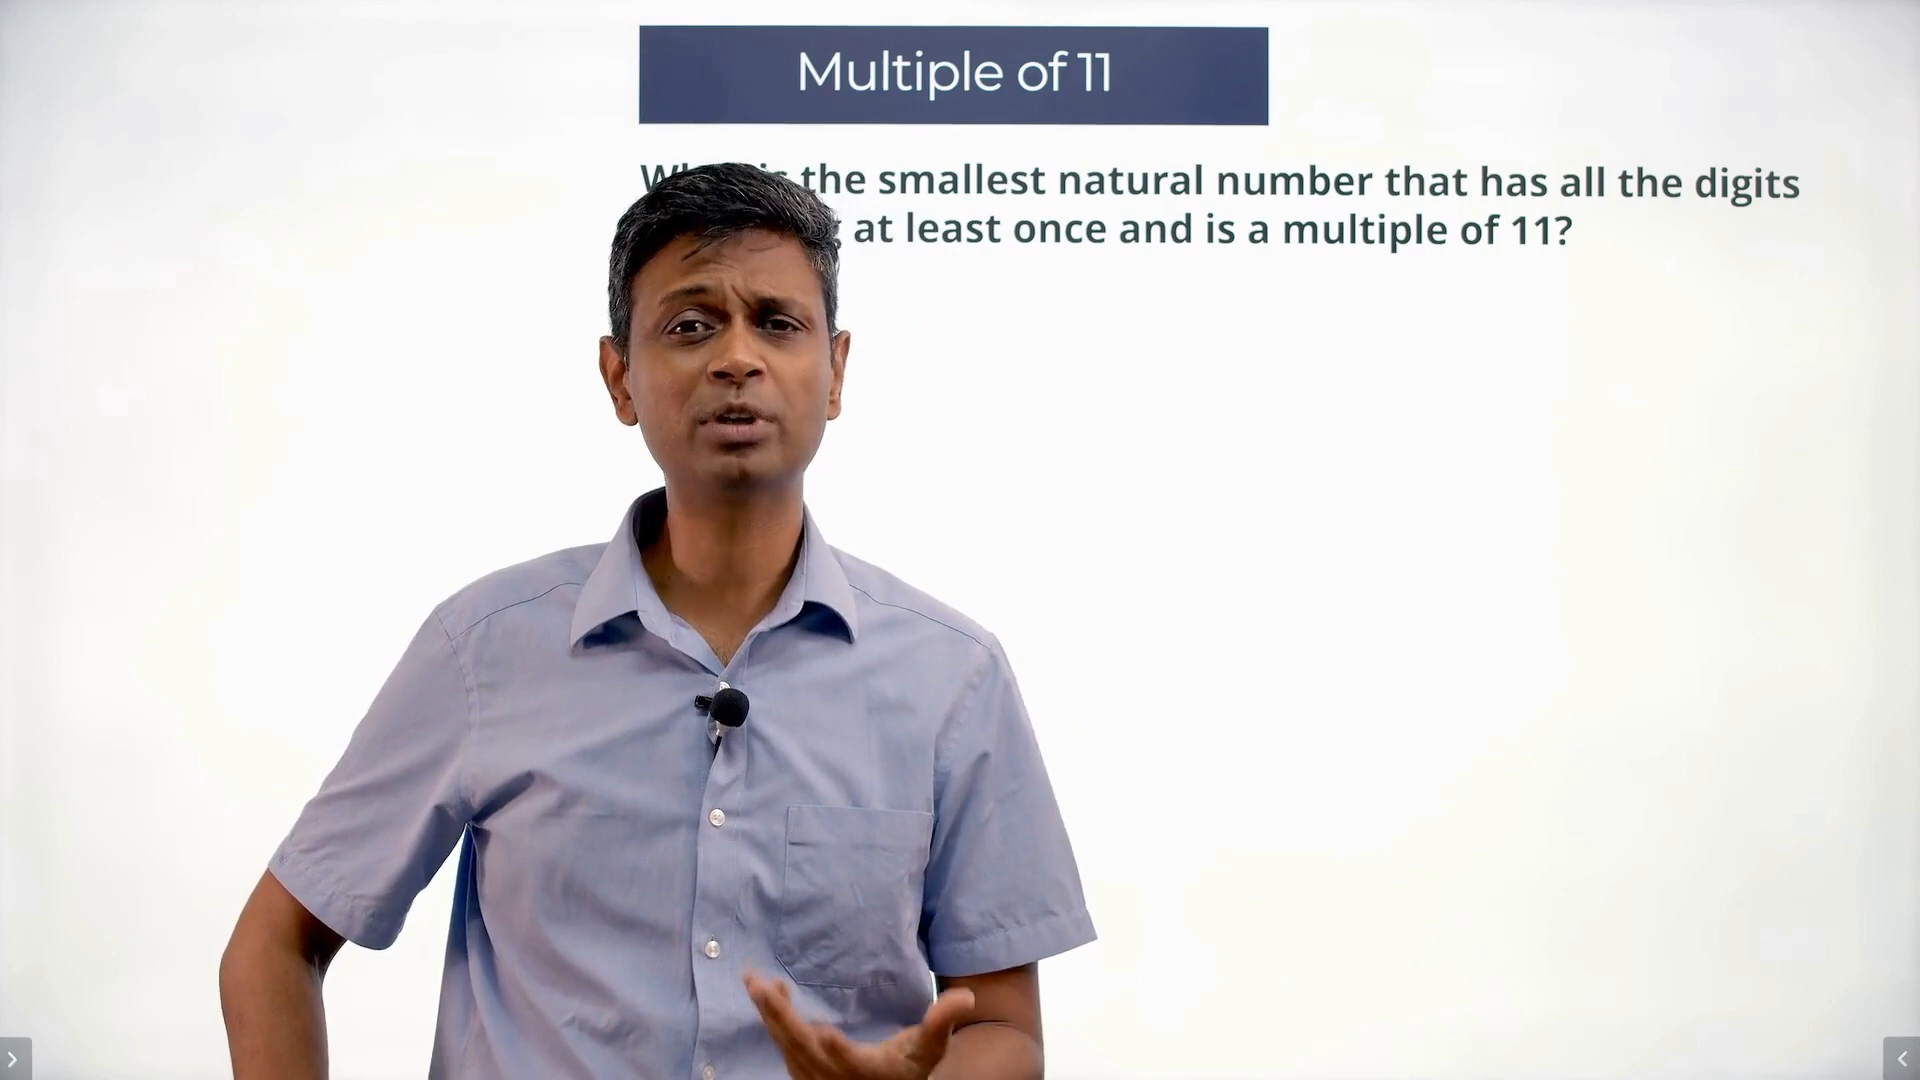 Multiple of 11
the smallest natural number that has all the digits
at least once and is a multiple of 11?